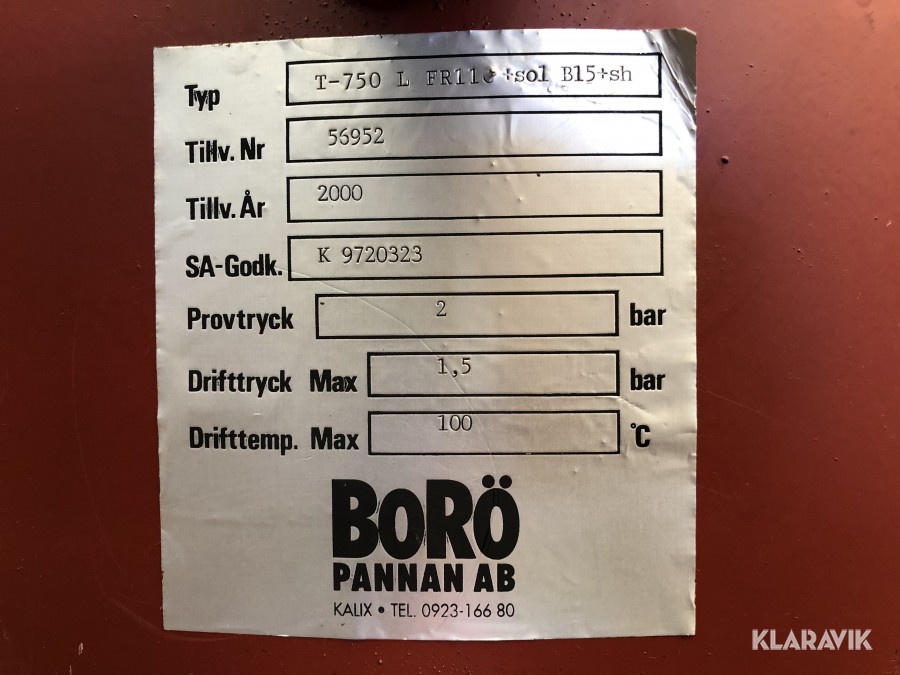 Typ T-750 L +sol B15+sh
Tillv. Nr 56952
Tillv. År 2000
SA-Godk. K 9720323
Provtryck 2 bar
Drifttryck Max 1,5 bar
Drifttemp. Max 100 °C
BORÖ
PANNAN AB
KALIX • TEL. 0923-166 80
KLARAVIK